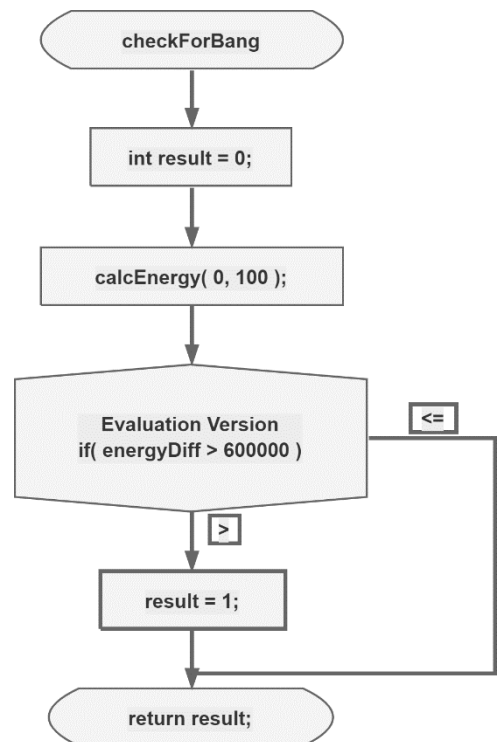 checkForBang
int result = 0;
calcEnergy( 0, 100 );
Evaluation Version
if( energyDiff > 600000 )
<=
>
result = 1;
return result;